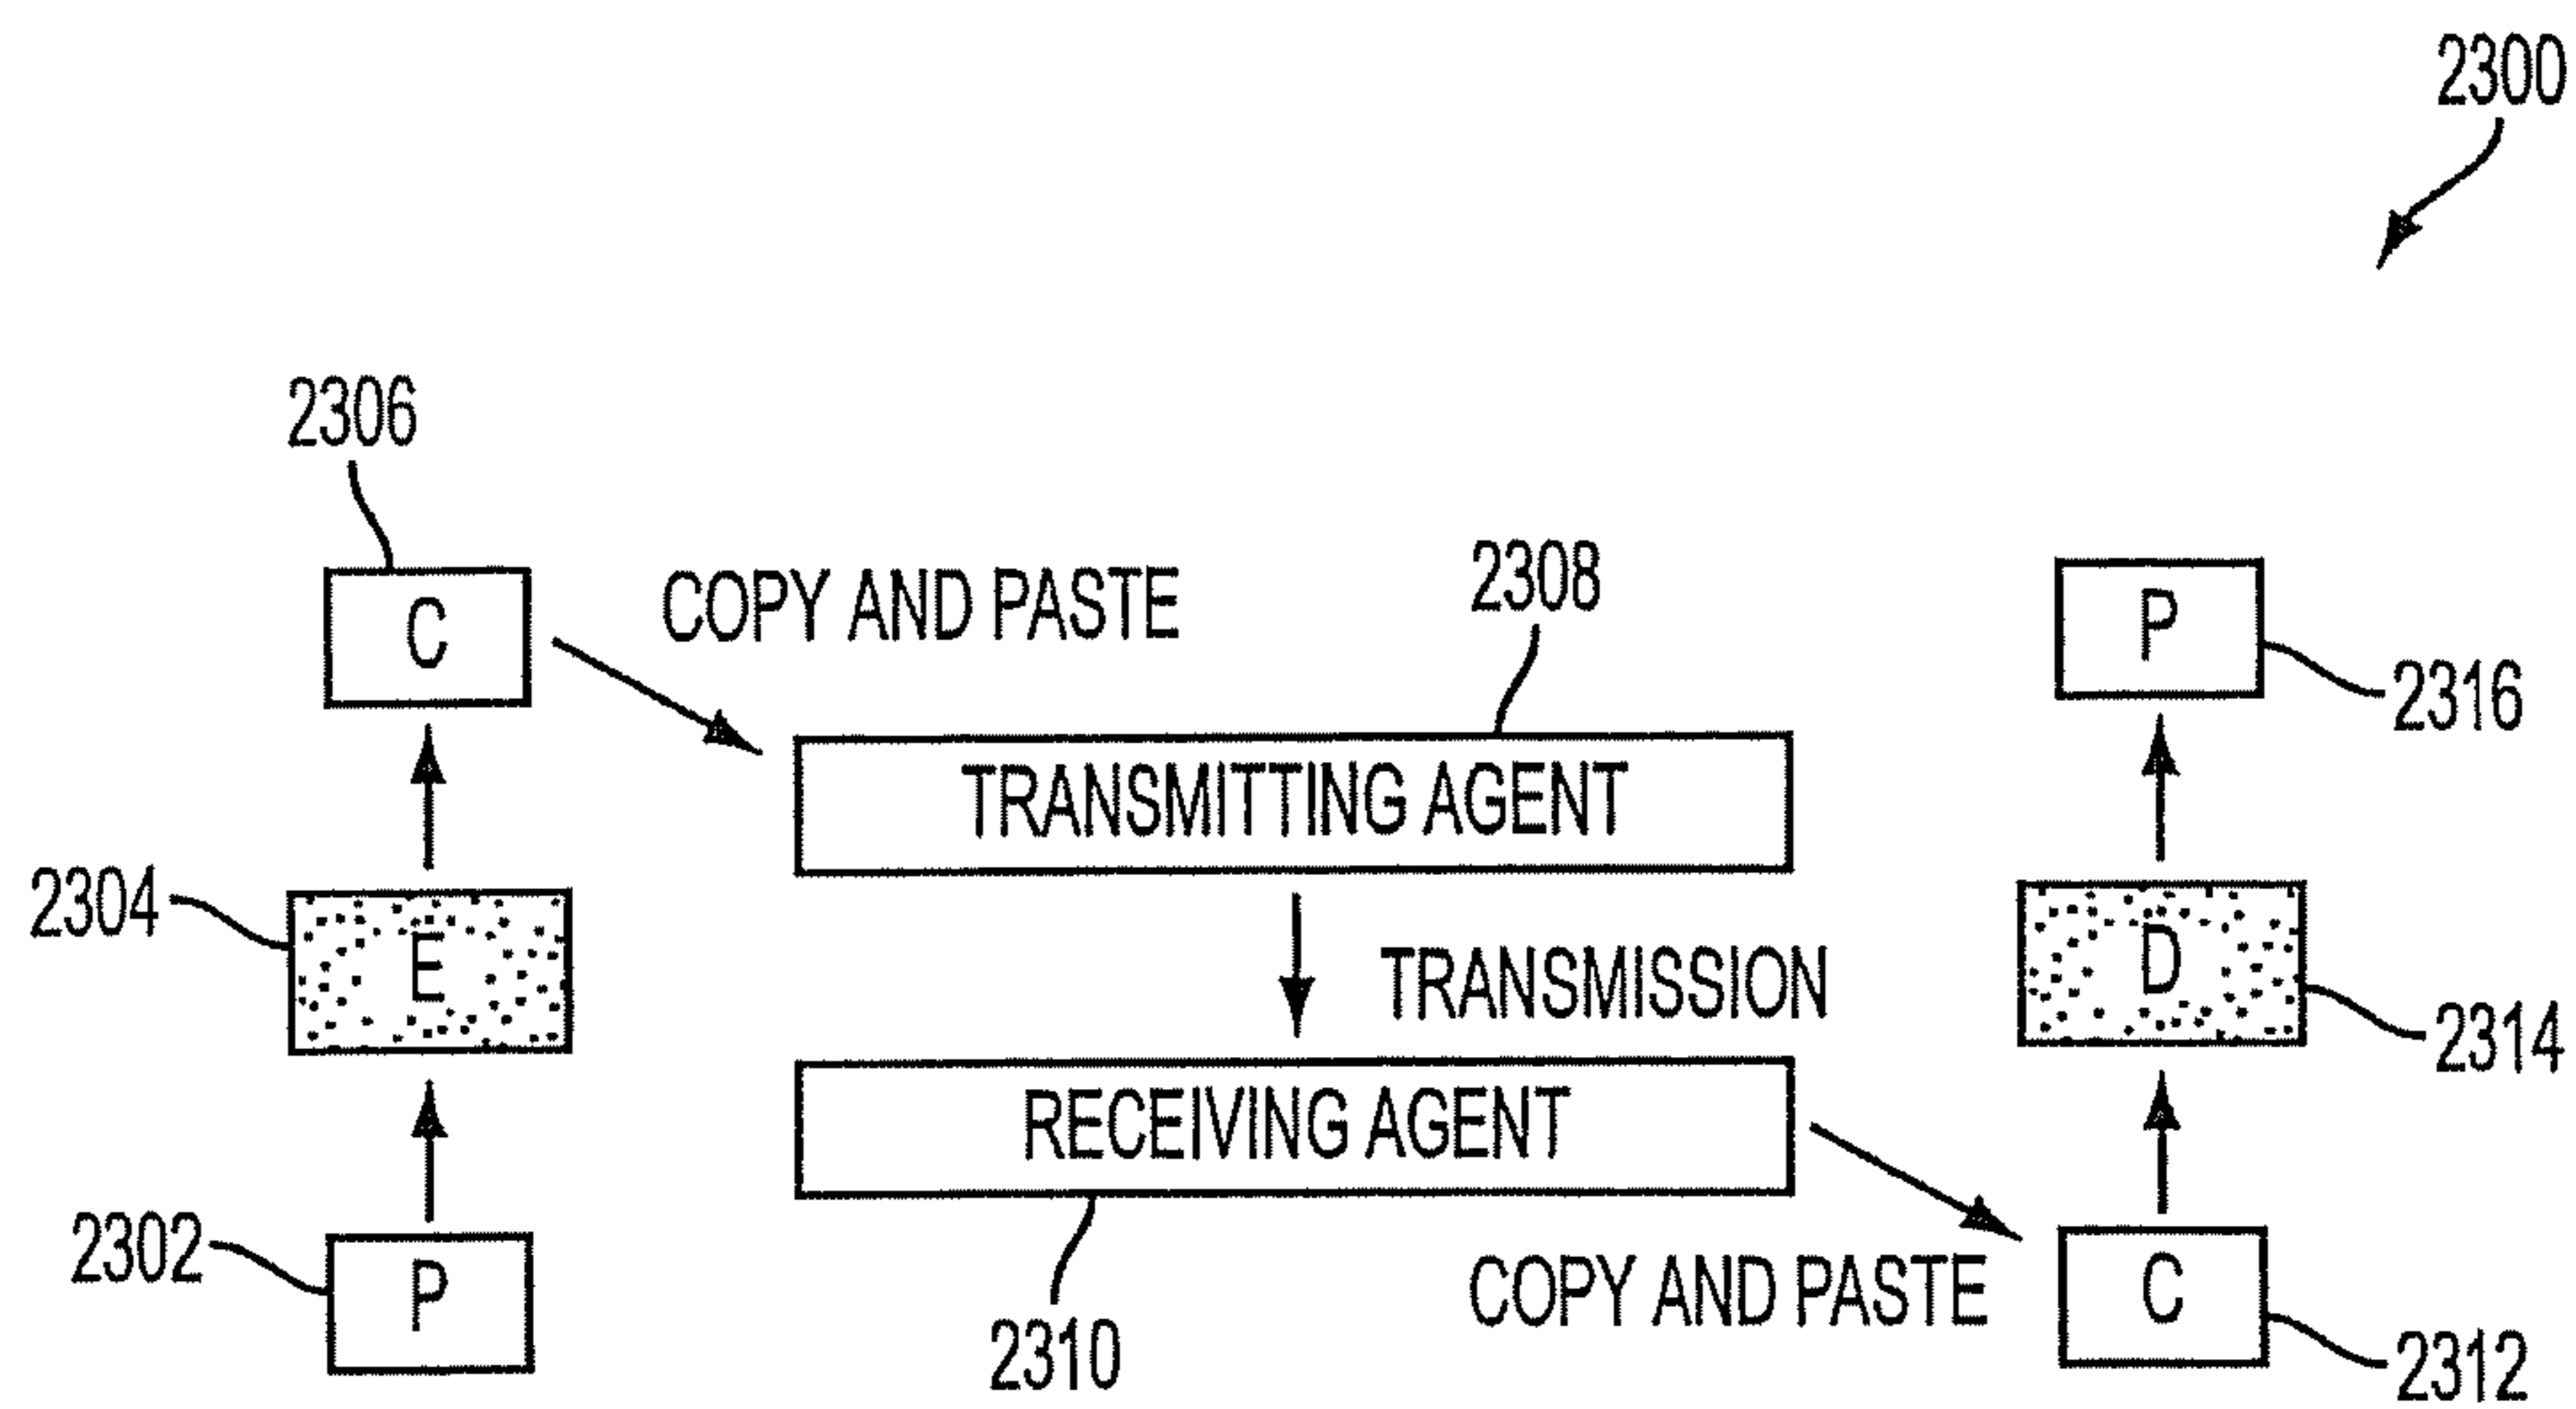 2300
2306
C
COPY AND PASTE
2308
P
2316
TRANSMITTING AGENT
2304
E
TRANSMISSION
D
2314
RECEIVING AGENT
2302
P
2310
COPY AND PASTE
C
2312